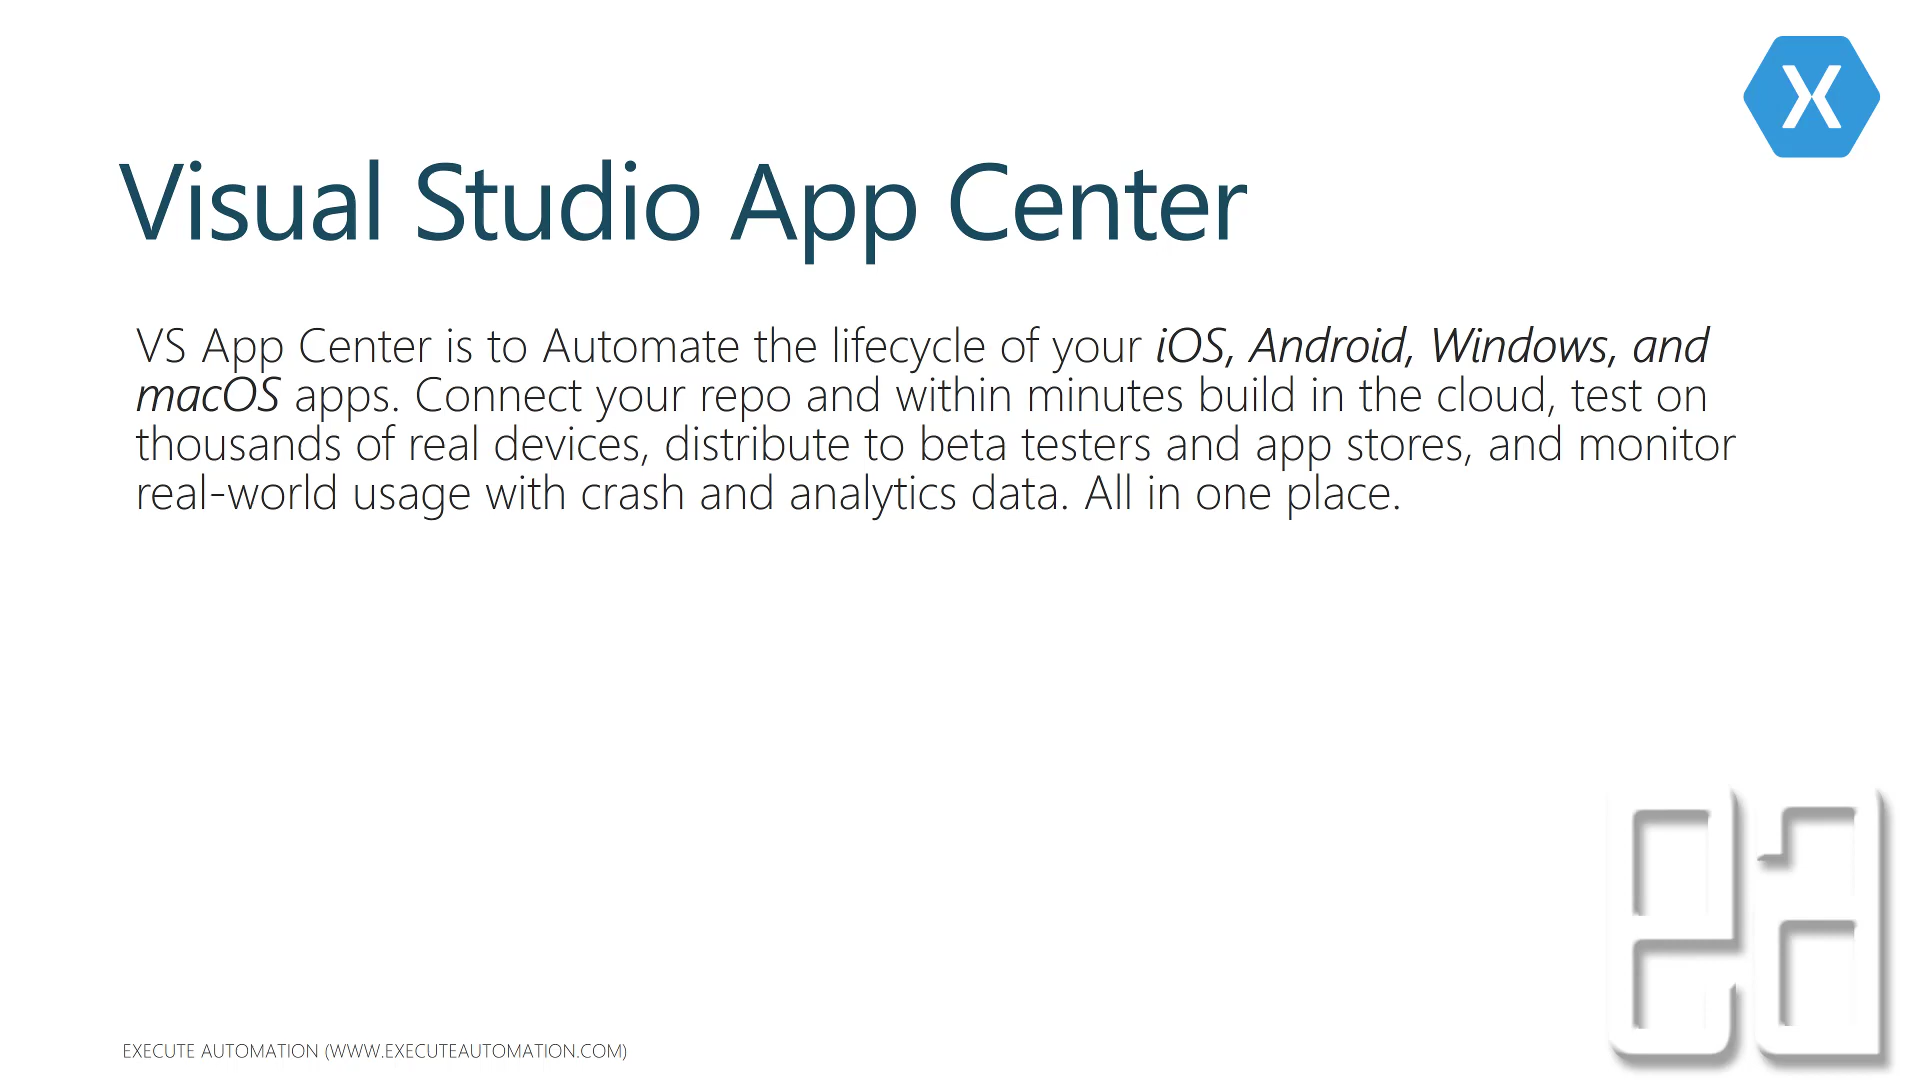 Visual Studio App Center
VS App Center is to Automate the lifecycle of your iOS, Android, Windows, and
macOS apps. Connect your repo and within minutes build in the cloud, test on
thousands of real devices, distribute to beta testers and app stores, and monitor
real-world usage with crash and analytics data. All in one place.
ea
EXECUTE AUTOMATION (WWW.EXECUTEAUTOMATION.COM)